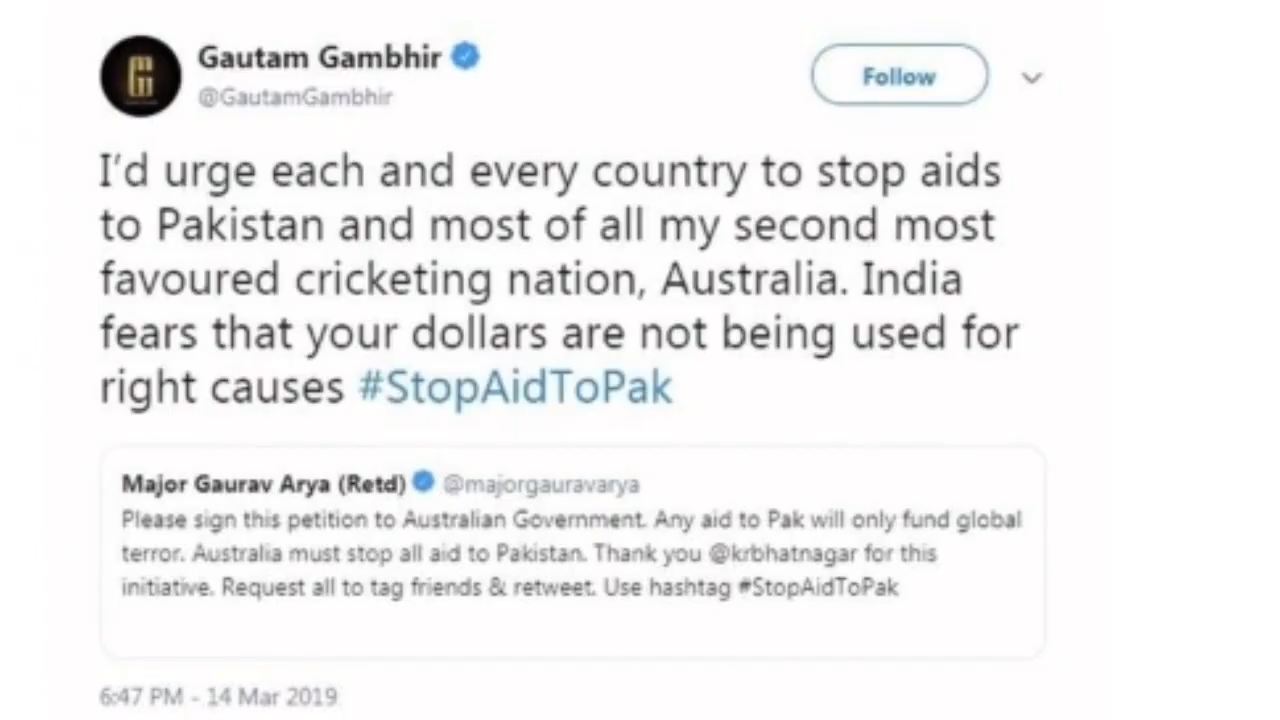 Gautam Gambhir
@GautamGambhir
Follow
I'd urge each and every country to stop aids
to Pakistan and most of all my second most
favoured cricketing nation, Australia. India
fears that your dollars are not being used for
right causes #StopAidToPak
Major Gaurav Arya (Retd) @majorgauravarya
Please sign this petition to Australian Government. Any aid to Pak will only fund global
terror. Australia must stop all aid to Pakistan. Thank you @krbhatnagar for this
initiative. Request all to tag friends & retweet. Use hashtag #StopAidToPak
6:47 PM - 14 Mar 2019